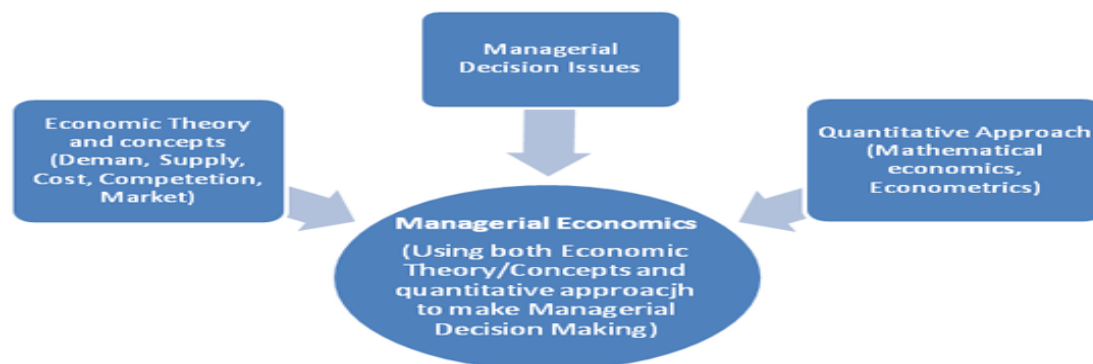 Managerial
Decision Issues
Economic Theory
and concepts
(Deman, Supply,
Cost, Competetion,
Market)
Quantitative Approach
(Mathematical
economics,
Econometrics)
Managerial Economics
(Using both Economic
Theory/Concepts and
quantitative approacjh
to make Managerial
Decision Making)